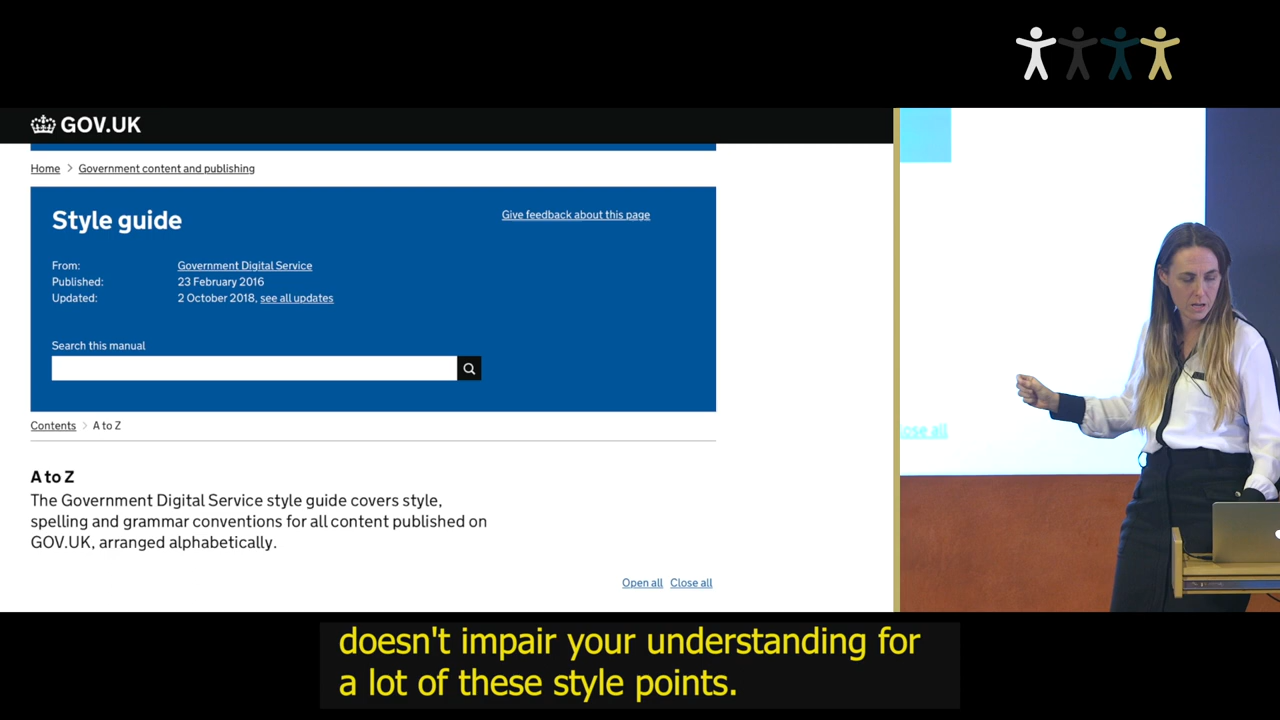 GOV.UK
Home > Government content and publishing
Style guide
Give feedback about this page
From: Government Digital Service
Published: 23 February 2016
Updated: 2 October 2018, see all updates
Search this manual
Contents > A to Z
A to Z
The Government Digital Service style guide covers style,
spelling and grammar conventions for all content published on
GOV.UK, arranged alphabetically.
Open all Close all
close all
doesn't impair your understanding for
a lot of these style points.